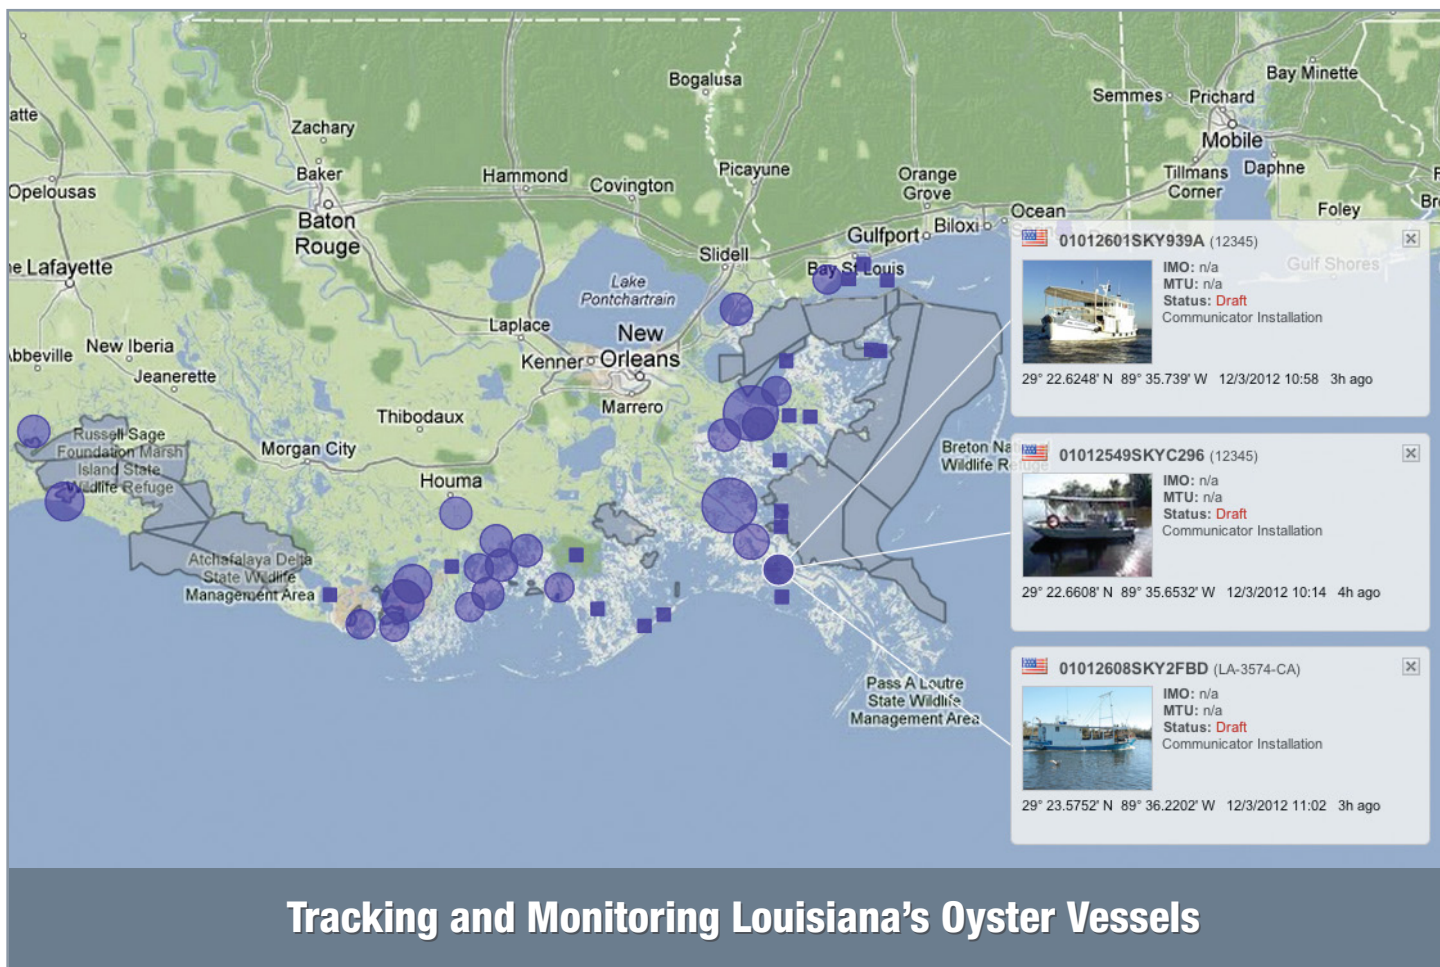 Bogalusa
Bay Minette
Semmes
Prichard
Mobile
atte
Zachary
Baker
Hammond
Covington
Picayune
Orange
Grove
Tillmans
Corner
Daphne
Opelousas
Baton
Rouge
Ocean
Foley
Biloxi
Gulfport
Slidell
Bay St Louis
Gulf Shores
Lafayette
Lake
Pontchartrain
Laplace
New
Orleans
Kenner
Marrero
bbeville
New Iberia
Jeanerette
Thibodaux
Morgan City
Houma
Russell Sage
Foundation Marsh
Island State
Wildlife Refuge
Atchafalaya Delta
State Wildlife
Management Area
Breton Nat
Wildlife Refuge
Pass A Loutre
State Wildlife
Management Area
01012601SKY939A (12345)
IMO: n/a
MTU: n/a
Status: Draft
Communicator Installation
29° 22.6248' N 89° 35.739' W 12/3/2012 10:58 3h ago
01012549SKYC296 (12345)
IMO: n/a
MTU: n/a
Status: Draft
Communicator Installation
29° 22.6608' N 89° 35.6532' W 12/3/2012 10:14 4h ago
01012608SKY2FBD (LA-3574-CA)
IMO: n/a
MTU: n/a
Status: Draft
Communicator Installation
29° 23.5752' N 89° 36.2202' W 12/3/2012 11:02 3h ago
Tracking and Monitoring Louisiana's Oyster Vessels